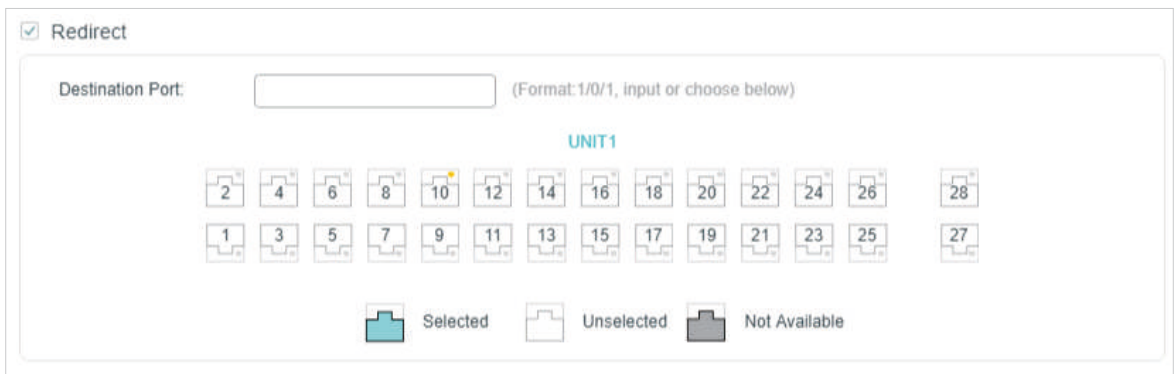 Redirect
Destination Port: (Format:1/0/1, input or choose below)
UNIT1
2 4 6 8 10 12 14 16 18 20 22 24 26 28
1 3 5 7 9 11 13 15 17 19 21 23 25 27
Selected Unselected Not Available